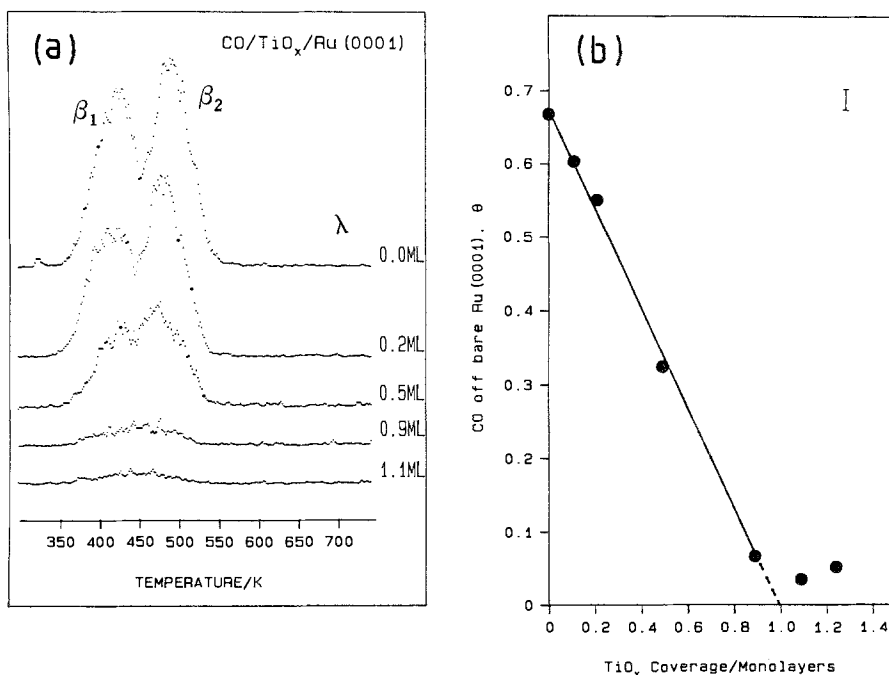 (a)
CO/TiOx/Ru(0001)
β1
β2
λ
0.0ML
0.2ML
0.5ML
0.9ML
1.1ML
350 400 450 500 550 600 650 700
TEMPERATURE/K
(b)
0.7
0.6
0.5
0.4
0.3
0.2
0.1
0
CO off bare Ru(0001), θ
0 0.2 0.4 0.6 0.8 1.0 1.2 1.4
TiOx Coverage/Monolayers